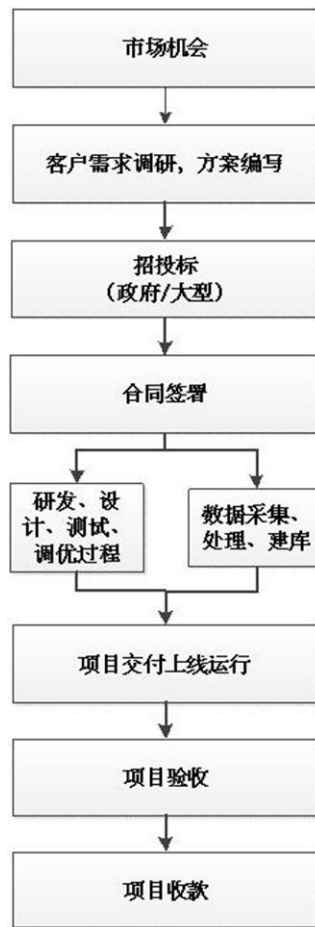 市场机会
客户需求调研，方案编写
招投标
（政府/大型）
合同签署
研发、设
计、测试、
调优过程
数据采集、
处理、建库
项目交付上线运行
项目验收
项目收款